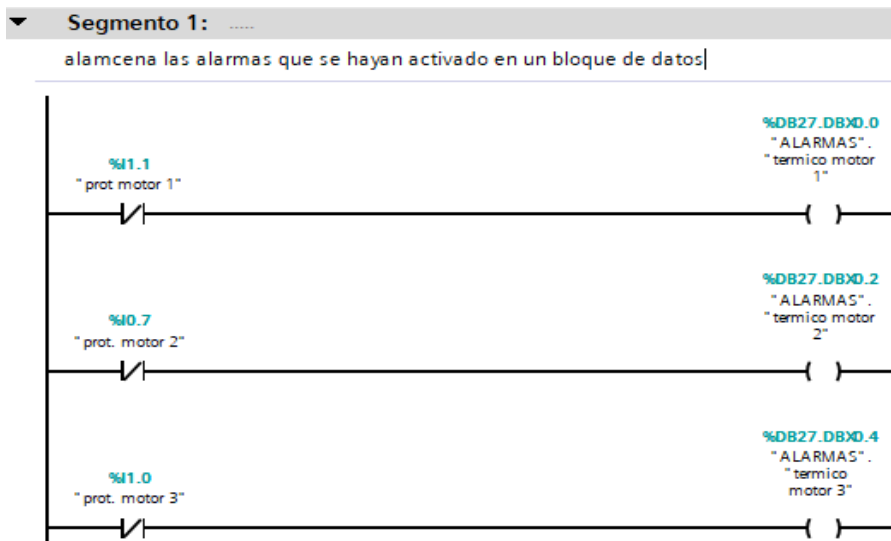 Segmento 1: .....
alamcena las alarmas que se hayan activado en un bloque de datos
%DB27.DBX0.0
"ALARMAS".
"termico motor
1"
%I1.1
"prot motor 1"
%DB27.DBX0.2
"ALARMAS".
"termico motor
2"
%I0.7
"prot. motor 2"
%DB27.DBX0.4
"ALARMAS".
"termico
motor 3"
%I1.0
"prot. motor 3"